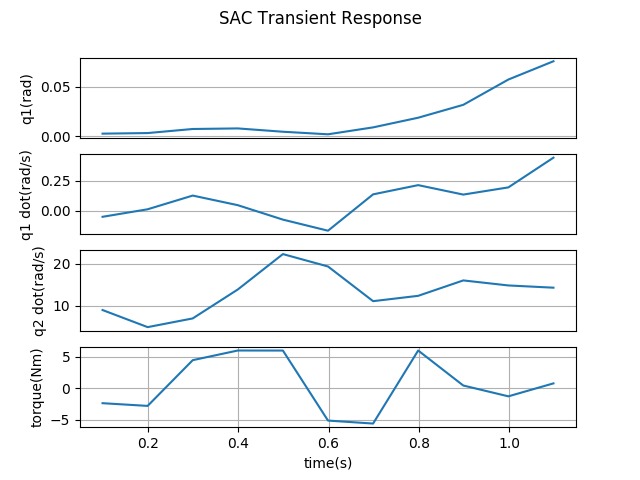 SAC Transient Response
q1(rad)
0.05
0.00
q1 dot(rad/s)
0.25
0.00
q2 dot(rad/s)
20
10
torque(Nm)
5
0
−5
0.2 0.4 0.6 0.8 1.0
time(s)